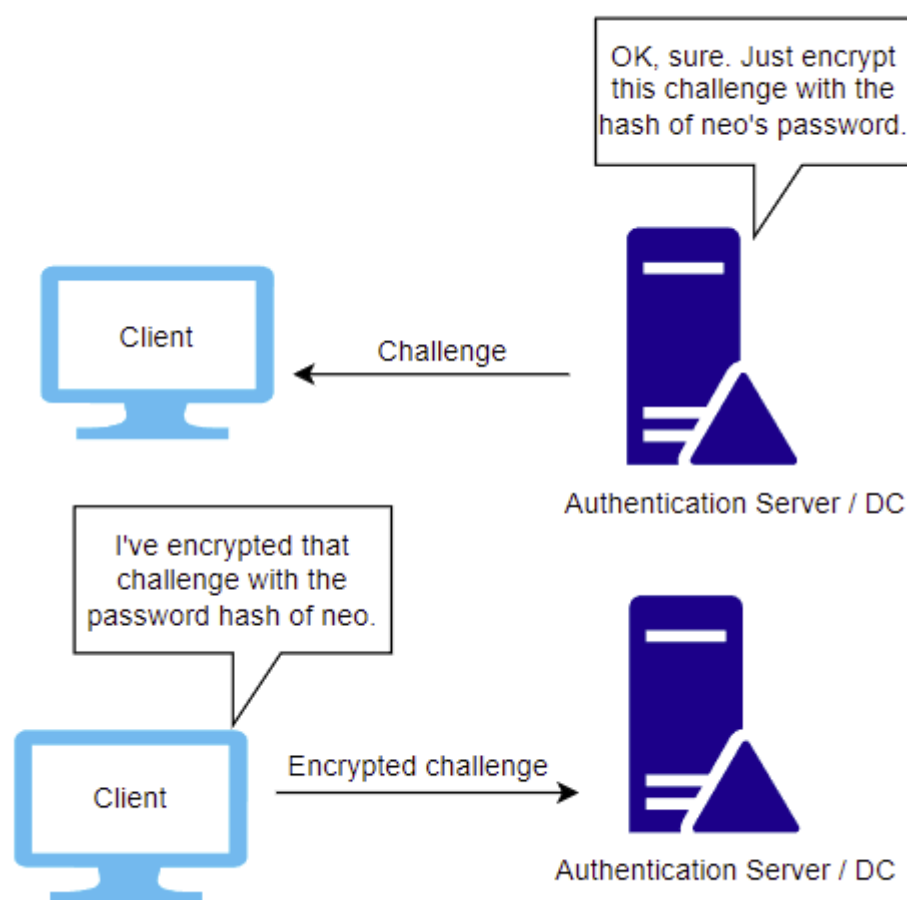 OK, sure. Just encrypt
this challenge with the
hash of neo's password.
Client
Challenge
Authentication Server / DC
I've encrypted that
challenge with the
password hash of neo.
Encrypted challenge
Client
Authentication Server / DC